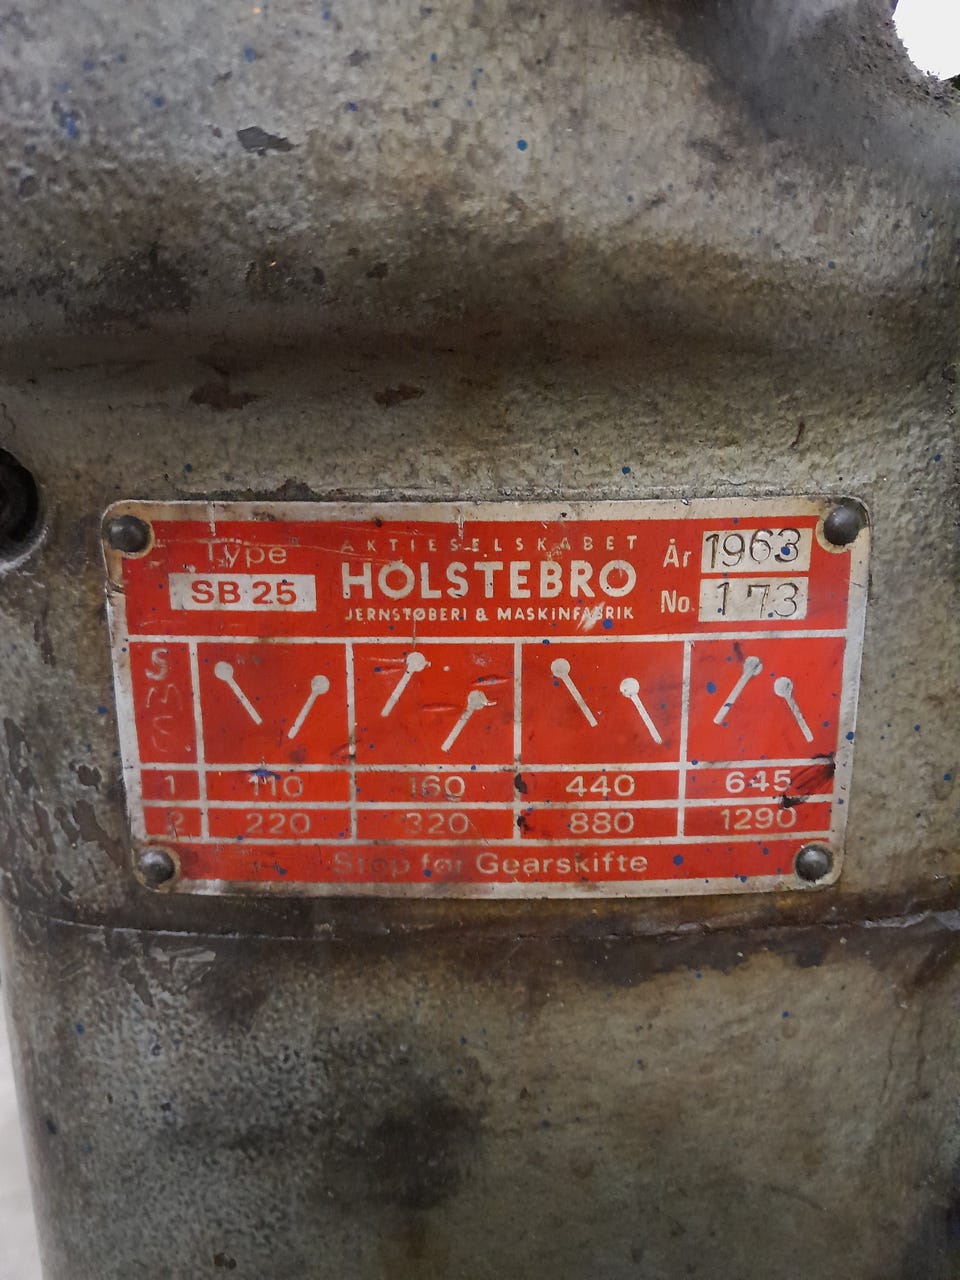 Type
SB 25
AKTIESELSKABET
HOLSTEBRO
JERNSTØBERI & MASKINFABRIK
År 1963
No. 173
1 110 160 440 645
2 220 320 880 1290
Stop før Gearskifte